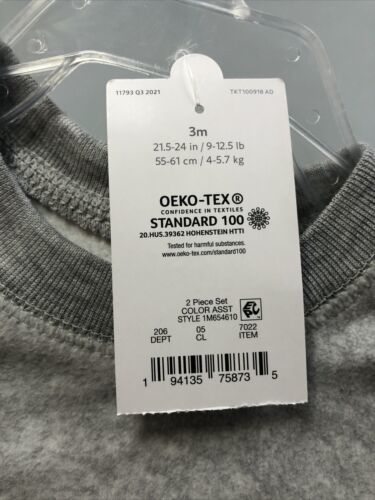 11793 Q3 2021 TKT100918 AD
3m
21.5-24 in / 9-12.5 lb
55-61 cm / 4-5.7 kg
OEKO-TEX®
CONFIDENCE IN TEXTILES
STANDARD 100
20.HUS.39362 HOHENSTEIN HTTI
Tested for harmful substances.
www.oeko-tex.com/standard100
2 Piece Set
COLOR ASST
STYLE 1M654610
206 05 7022
DEPT CL ITEM
1 94135 75873 5